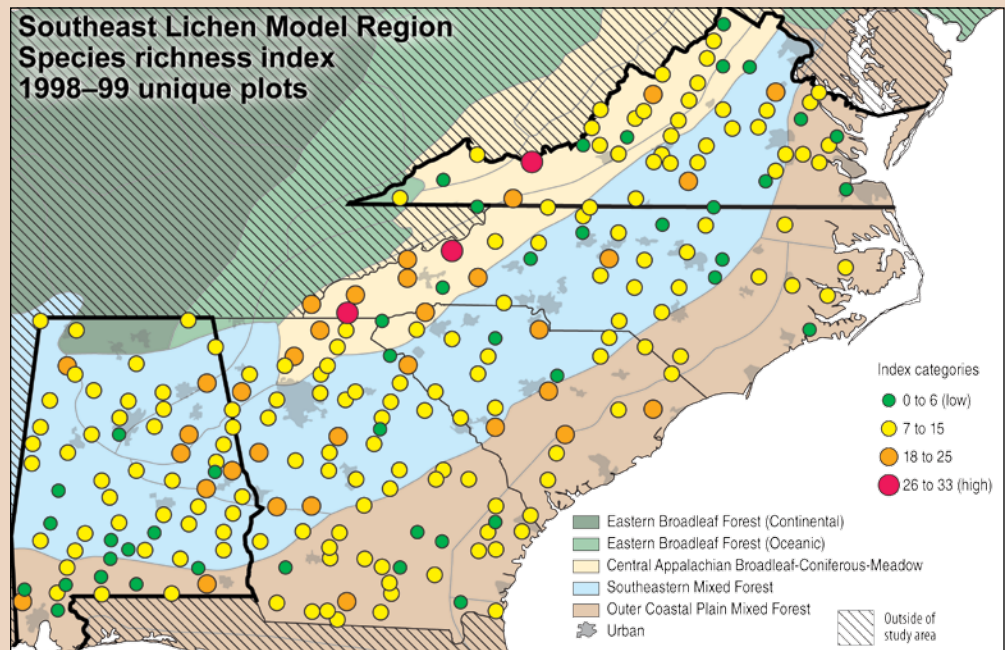 Southeast Lichen Model Region
Species richness index
1998–99 unique plots
Index categories
0 to 6 (low)
7 to 15
18 to 25
26 to 33 (high)
Eastern Broadleaf Forest (Continental)
Eastern Broadleaf Forest (Oceanic)
Central Appalachian Broadleaf-Coniferous-Meadow
Southeastern Mixed Forest
Outer Coastal Plain Mixed Forest
Urban
Outside of
study area